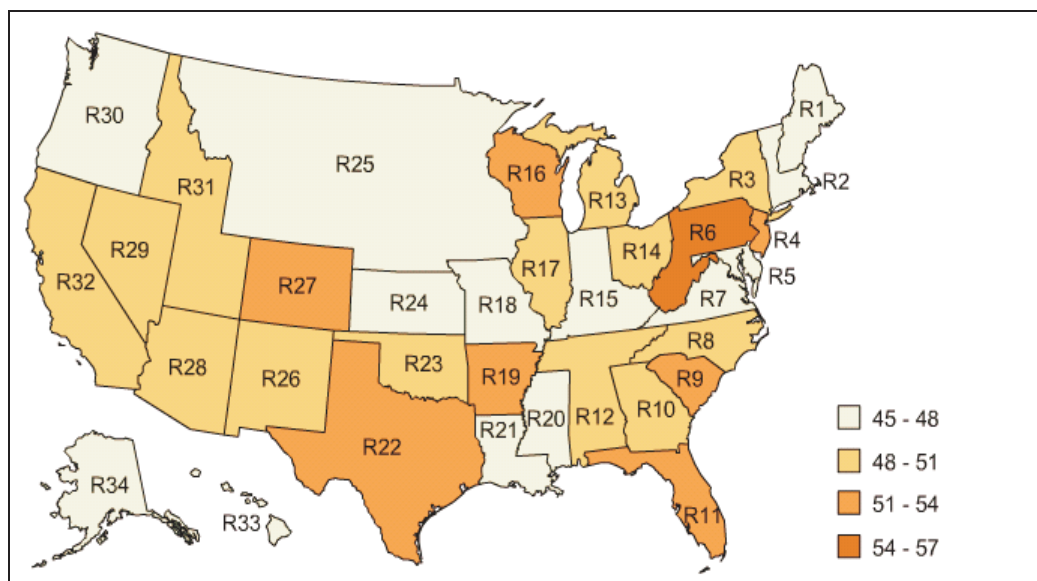 R1
R30
R25
R16
R3
R2
R31
R13
R6
R4
R29
R14
R5
R17
R32
R27
R18
R15
R7
R24
R8
R28
R26
R23
R19
R9
R10
R20
R12
R21
R22
R34
R11
R33
45 - 48
48 - 51
51 - 54
54 - 57